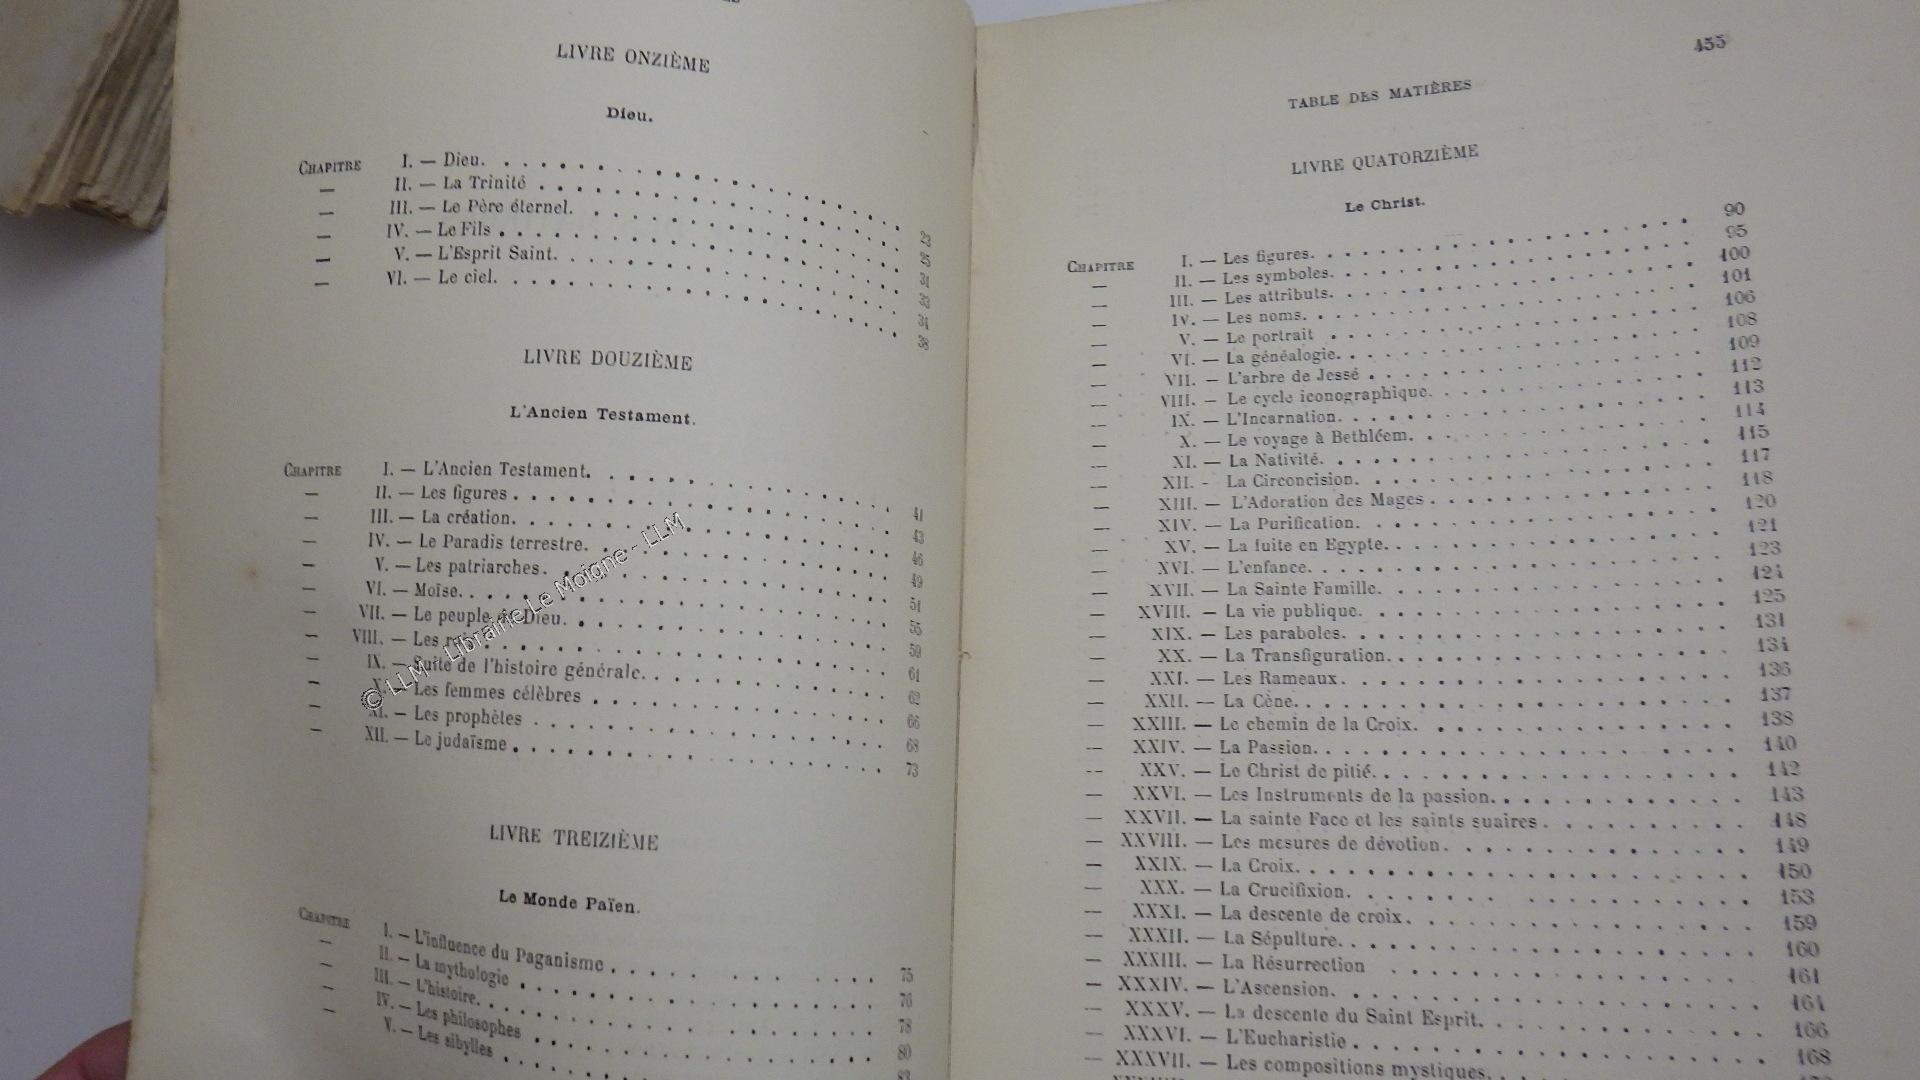 LIVRE ONZIÈME
Dieu.
CHAPITRE I. — Dieu.
— II. — La Trinité 25
— III. — Le Père éternel. 31
— IV. — Le Fils 33
— V. — L'Esprit Saint. 34
— VI. — Le ciel. 38
LIVRE DOUZIÈME
L'Ancien Testament.
CHAPITRE I. — L'Ancien Testament. 41
— II. — Les figures 43
— III. — La création. 46
— IV. — Le Paradis terrestre. 49
— V. — Les patriarches. 51
— VI. — Moïse. 55
— VII. — Le peuple de Dieu. 59
— VIII. — Les rois 61
— IX. — Suite de l'histoire générale. 62
— X. — Les femmes célèbres 66
— XI. — Les prophètes 68
— XII. — Le judaïsme 73
LIVRE TREIZIÈME
Le Monde Païen.
CHAPITRE I. — L'influence du Paganisme 75
— II. — La mythologie 76
— III. — L'histoire. 78
— IV. — Les philosophes 80
— V. — Les sibylles 83
© LLM - Librairie Le Moigne - LLM
455
TABLE DES MATIÈRES
LIVRE QUATORZIÈME
Le Christ.
CHAPITRE I. — Les figures. 90
— II. — Les symboles. 95
— III. — Les attributs. 100
— IV. — Les noms. 101
— V. — Le portrait 106
— VI. — La généalogie. 108
— VII. — L'arbre de Jessé 109
— VIII. — Le cycle iconographique. 112
— IX. — L'Incarnation. 113
— X. — Le voyage à Bethléem. 114
— XI. — La Nativité. 115
— XII. - La Circoncision. 117
— XIII. — L'Adoration des Mages 118
— XIV. — La Purification. 120
— XV. — La fuite en Egypte. 121
— XVI. — L'enfance. 123
— XVII. — La Sainte Famille. 124
— XVIII. — La vie publique. 125
— XIX. — Les paraboles. 131
— XX. — La Transfiguration. 134
— XXI. — Les Rameaux. 136
— XXII. — La Cène. 137
— XXIII. — Le chemin de la Croix. 138
— XXIV. — La Passion. 140
— XXV. — Le Christ de pitié. 142
— XXVI. — Les Instruments de la passion. 143
— XXVII. — La sainte Face et les saints suaires 148
— XXVIII. — Les mesures de dévotion. 149
— XXIX. — La Croix. 150
— XXX. — La Crucifixion. 153
— XXXI. — La descente de croix. 159
— XXXII. — La Sépulture. 160
— XXXIII. — La Résurrection 161
— XXXIV. — L'Ascension. 164
— XXXV. — La descente du Saint Esprit. 166
— XXXVI. — L'Eucharistie 168
— XXXVII. — Les compositions mystiques.